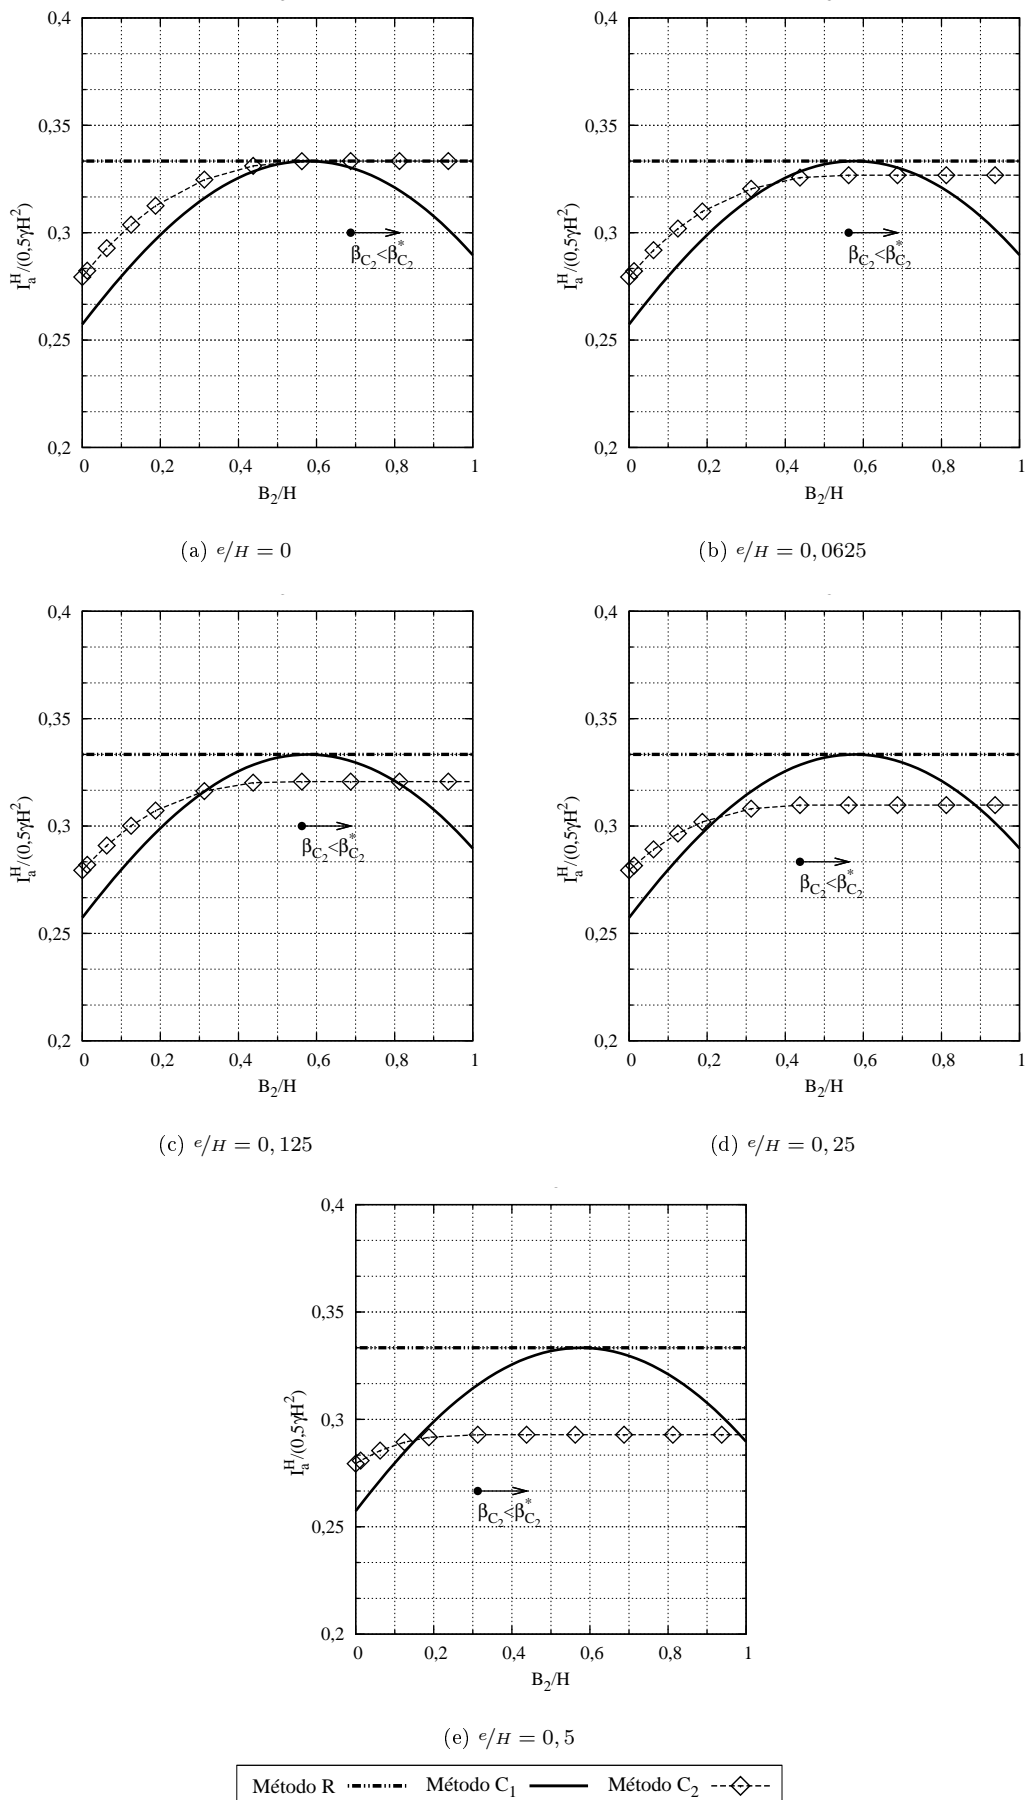 0,4
0,35
0,3
0,25
0,2
I_a^H/(0,5γH²)
β_C₂<β*_C₂
0 0,2 0,4 0,6 0,8 1
B₂/H
(a) e/H = 0
0,4
0,35
0,3
0,25
0,2
I_a^H/(0,5γH²)
β_C₂<β*_C₂
0 0,2 0,4 0,6 0,8 1
B₂/H
(b) e/H = 0, 0625
0,4
0,35
0,3
0,25
0,2
I_a^H/(0,5γH²)
β_C₂<β*_C₂
0 0,2 0,4 0,6 0,8 1
B₂/H
(c) e/H = 0, 125
0,4
0,35
0,3
0,25
0,2
I_a^H/(0,5γH²)
β_C₂<β*_C₂
0 0,2 0,4 0,6 0,8 1
B₂/H
(d) e/H = 0, 25
0,4
0,35
0,3
0,25
0,2
I_a^H/(0,5γH²)
β_C₂<β*_C₂
0 0,2 0,4 0,6 0,8 1
B₂/H
(e) e/H = 0, 5
Método R Método C₁ Método C₂